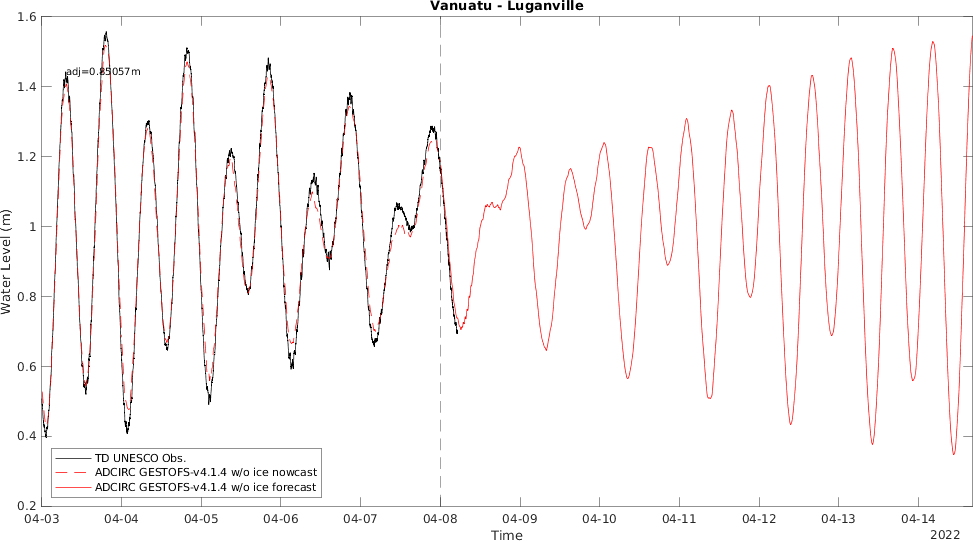 Vanuatu - Luganville
1.6
1.4
1.2
1
0.8
0.6
0.4
0.2
Water Level (m)
adj=0.85057m
TD UNESCO Obs.
ADCIRC GESTOFS-v4.1.4 w/o ice nowcast
ADCIRC GESTOFS-v4.1.4 w/o ice forecast
04-03 04-04 04-05 04-06 04-07 04-08 04-09 04-10 04-11 04-12 04-13 04-14
Time
2022